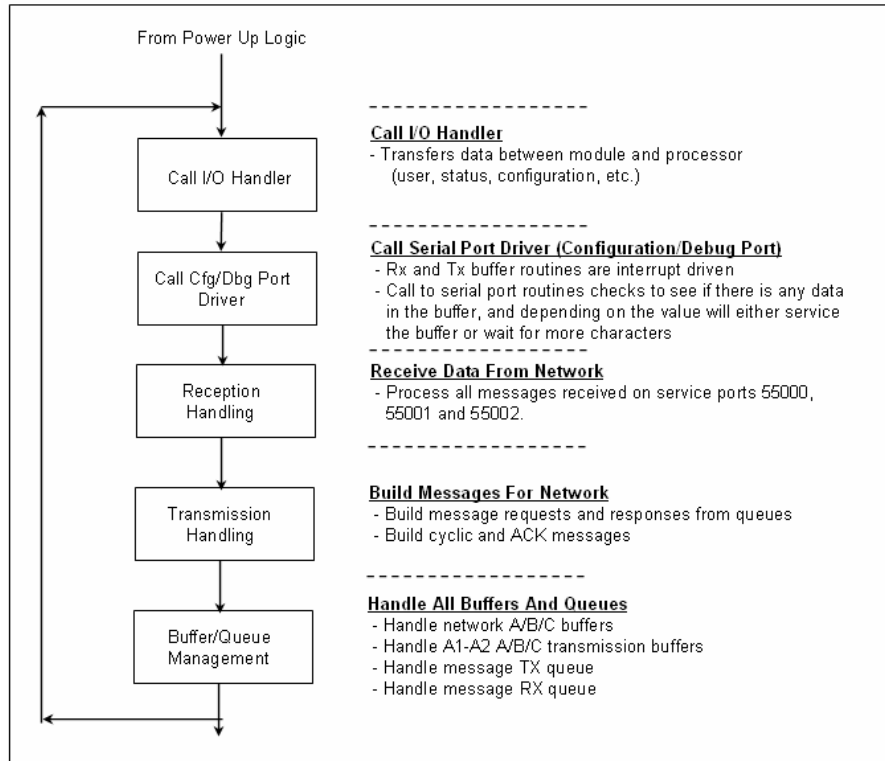 From Power Up Logic
Call I/O Handler
Call Cfg/Dbg Port
Driver
Reception
Handling
Transmission
Handling
Buffer/Queue
Management
Call I/O Handler
- Transfers data between module and processor
(user, status, configuration, etc.)
Call Serial Port Driver (Configuration/Debug Port)
- Rx and Tx buffer routines are interrupt driven
- Call to serial port routines checks to see if there is any data
in the buffer, and depending on the value will either service
the buffer or wait for more characters
Receive Data From Network
- Process all messages received on service ports 55000,
55001 and 55002.
Build Messages For Network
- Build message requests and responses from queues
- Build cyclic and ACK messages
Handle All Buffers And Queues
- Handle network A/B/C buffers
- Handle A1-A2 A/B/C transmission buffers
- Handle message TX queue
- Handle message RX queue